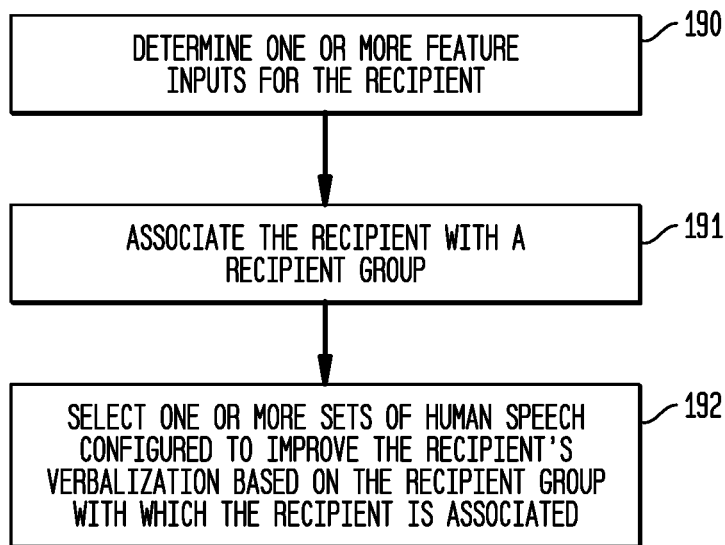 190
DETERMINE ONE OR MORE FEATURE
INPUTS FOR THE RECIPIENT
191
ASSOCIATE THE RECIPIENT WITH A
RECIPIENT GROUP
192
SELECT ONE OR MORE SETS OF HUMAN SPEECH
CONFIGURED TO IMPROVE THE RECIPIENT'S
VERBALIZATION BASED ON THE RECIPIENT GROUP
WITH WHICH THE RECIPIENT IS ASSOCIATED